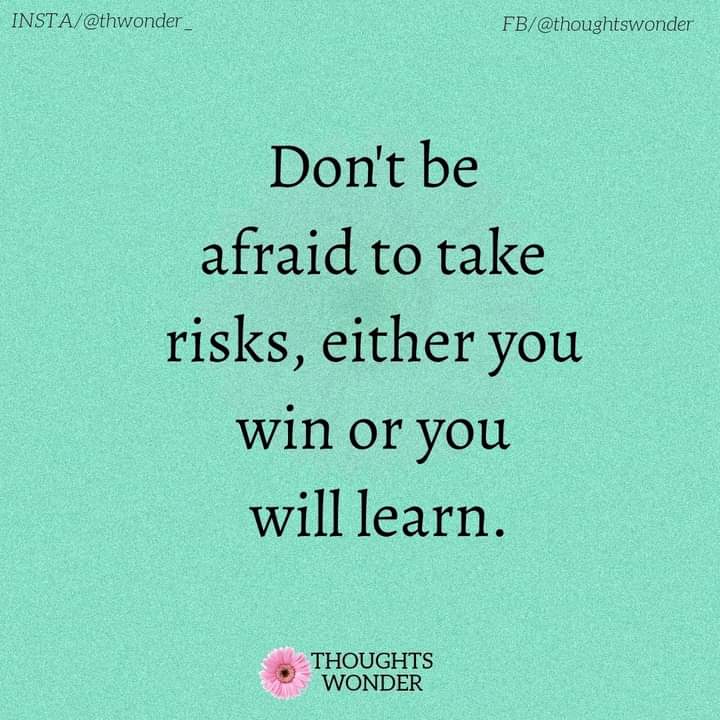 INSTA/@thwonder_
FB/@thoughtswonder
Don't be
afraid to take
risks, either you
win or you
will learn.
THOUGHTS
WONDER